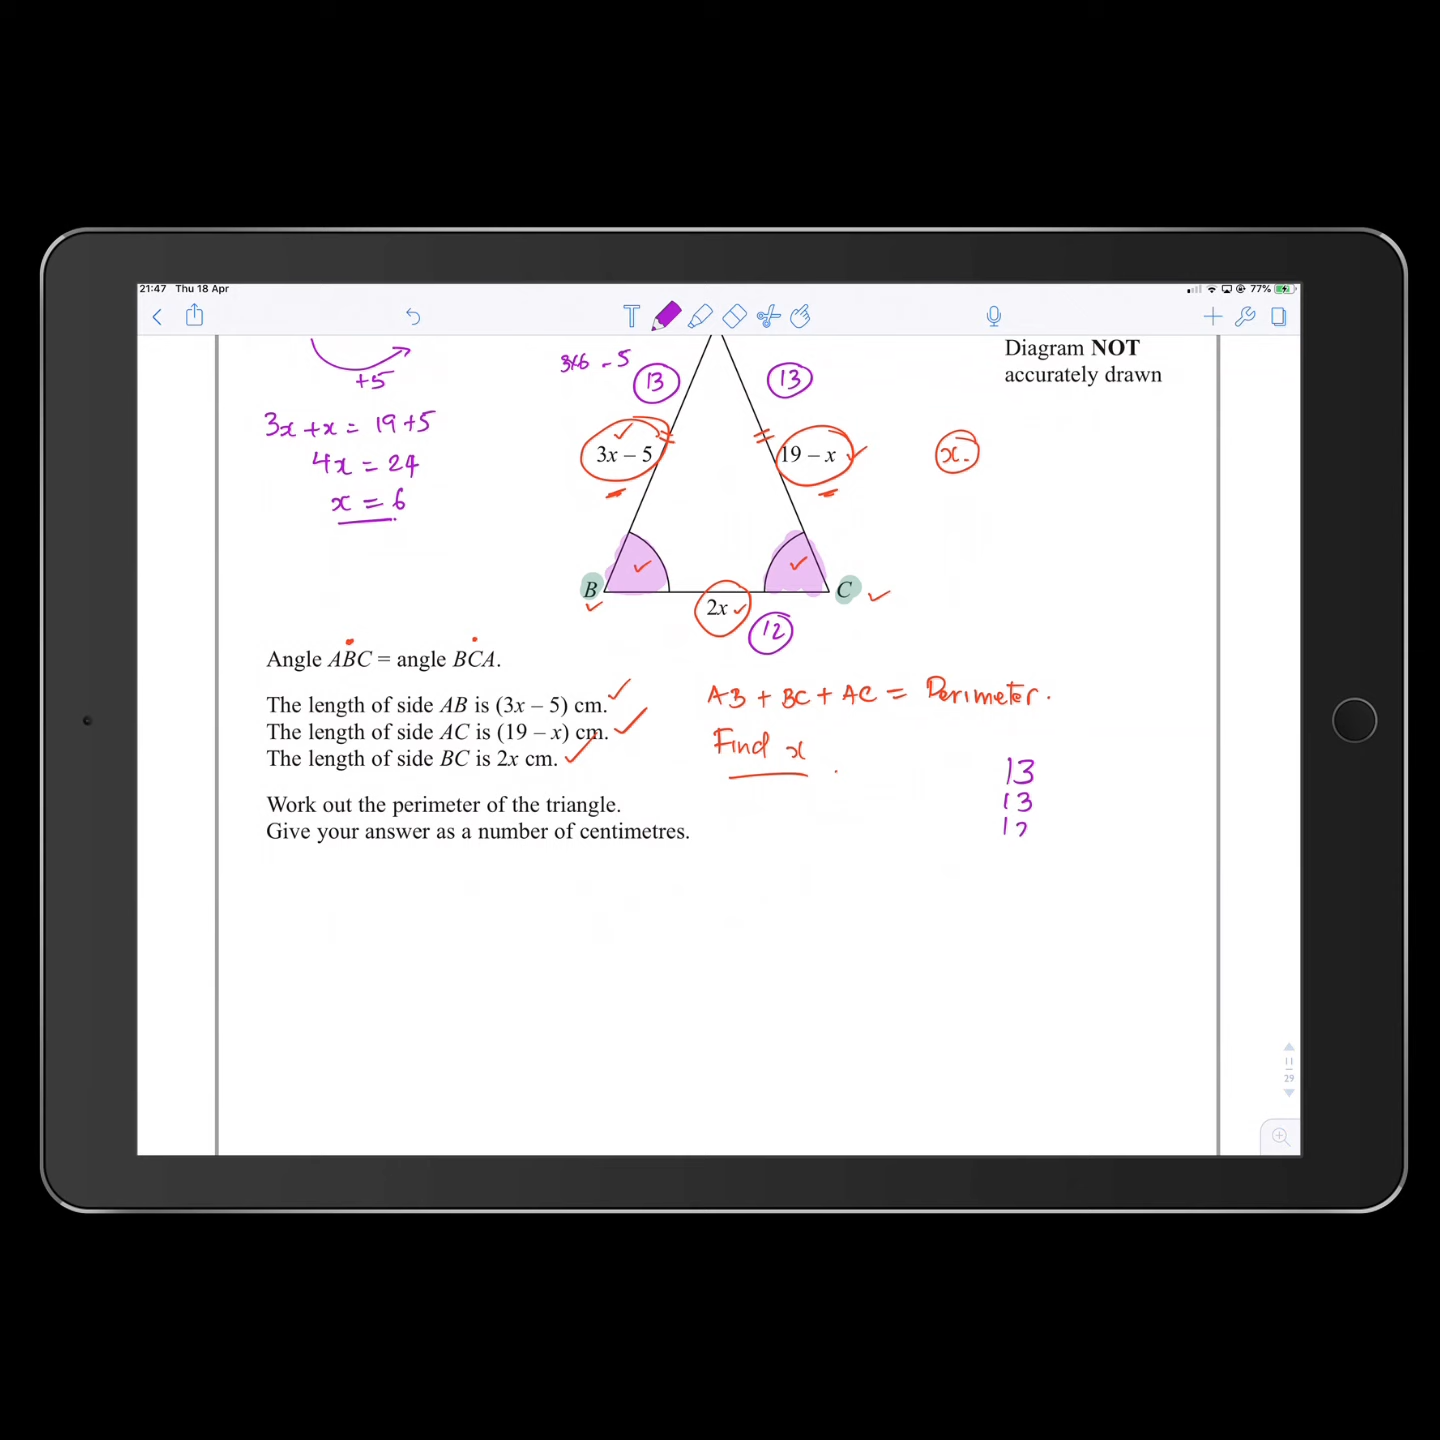 21:47 Thu 18 Apr
77%
T
Diagram NOT
accurately drawn
+5
3x6 - 5
13
13
3x + x = 19+5
4x = 24
x = 6
3x – 5
19 – x
x
B
C
2x
12
Angle ABC = angle BCA.
The length of side AB is (3x – 5) cm.
The length of side AC is (19 – x) cm.
The length of side BC is 2x cm.
AB + BC + AC = Perimeter.
Find x
13
13
12
Work out the perimeter of the triangle.
Give your answer as a number of centimetres.
11
29